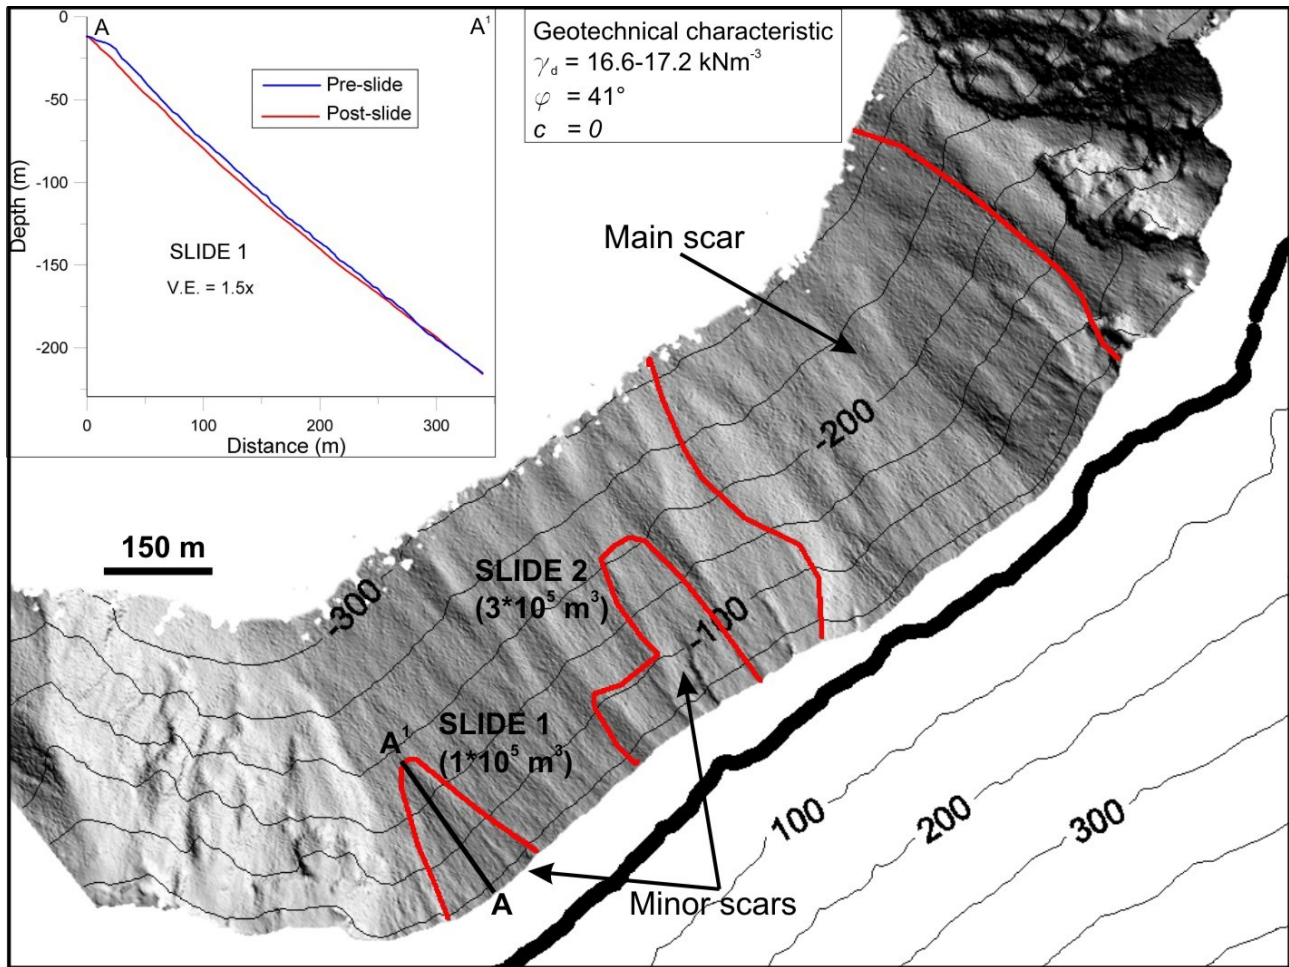 A
A¹
0
-50
-100
-150
-200
Depth (m)
Pre-slide
Post-slide
SLIDE 1
V.E. = 1.5x
0
100
200
300
Distance (m)
Geotechnical characteristic
γd = 16.6-17.2 kNm⁻³
φ = 41°
c = 0
Main scar
-200
150 m
SLIDE 2
(3*10⁵ m³)
-300
-100
SLIDE 1
(1*10⁵ m³)
A¹
A
Minor scars
100
200
300